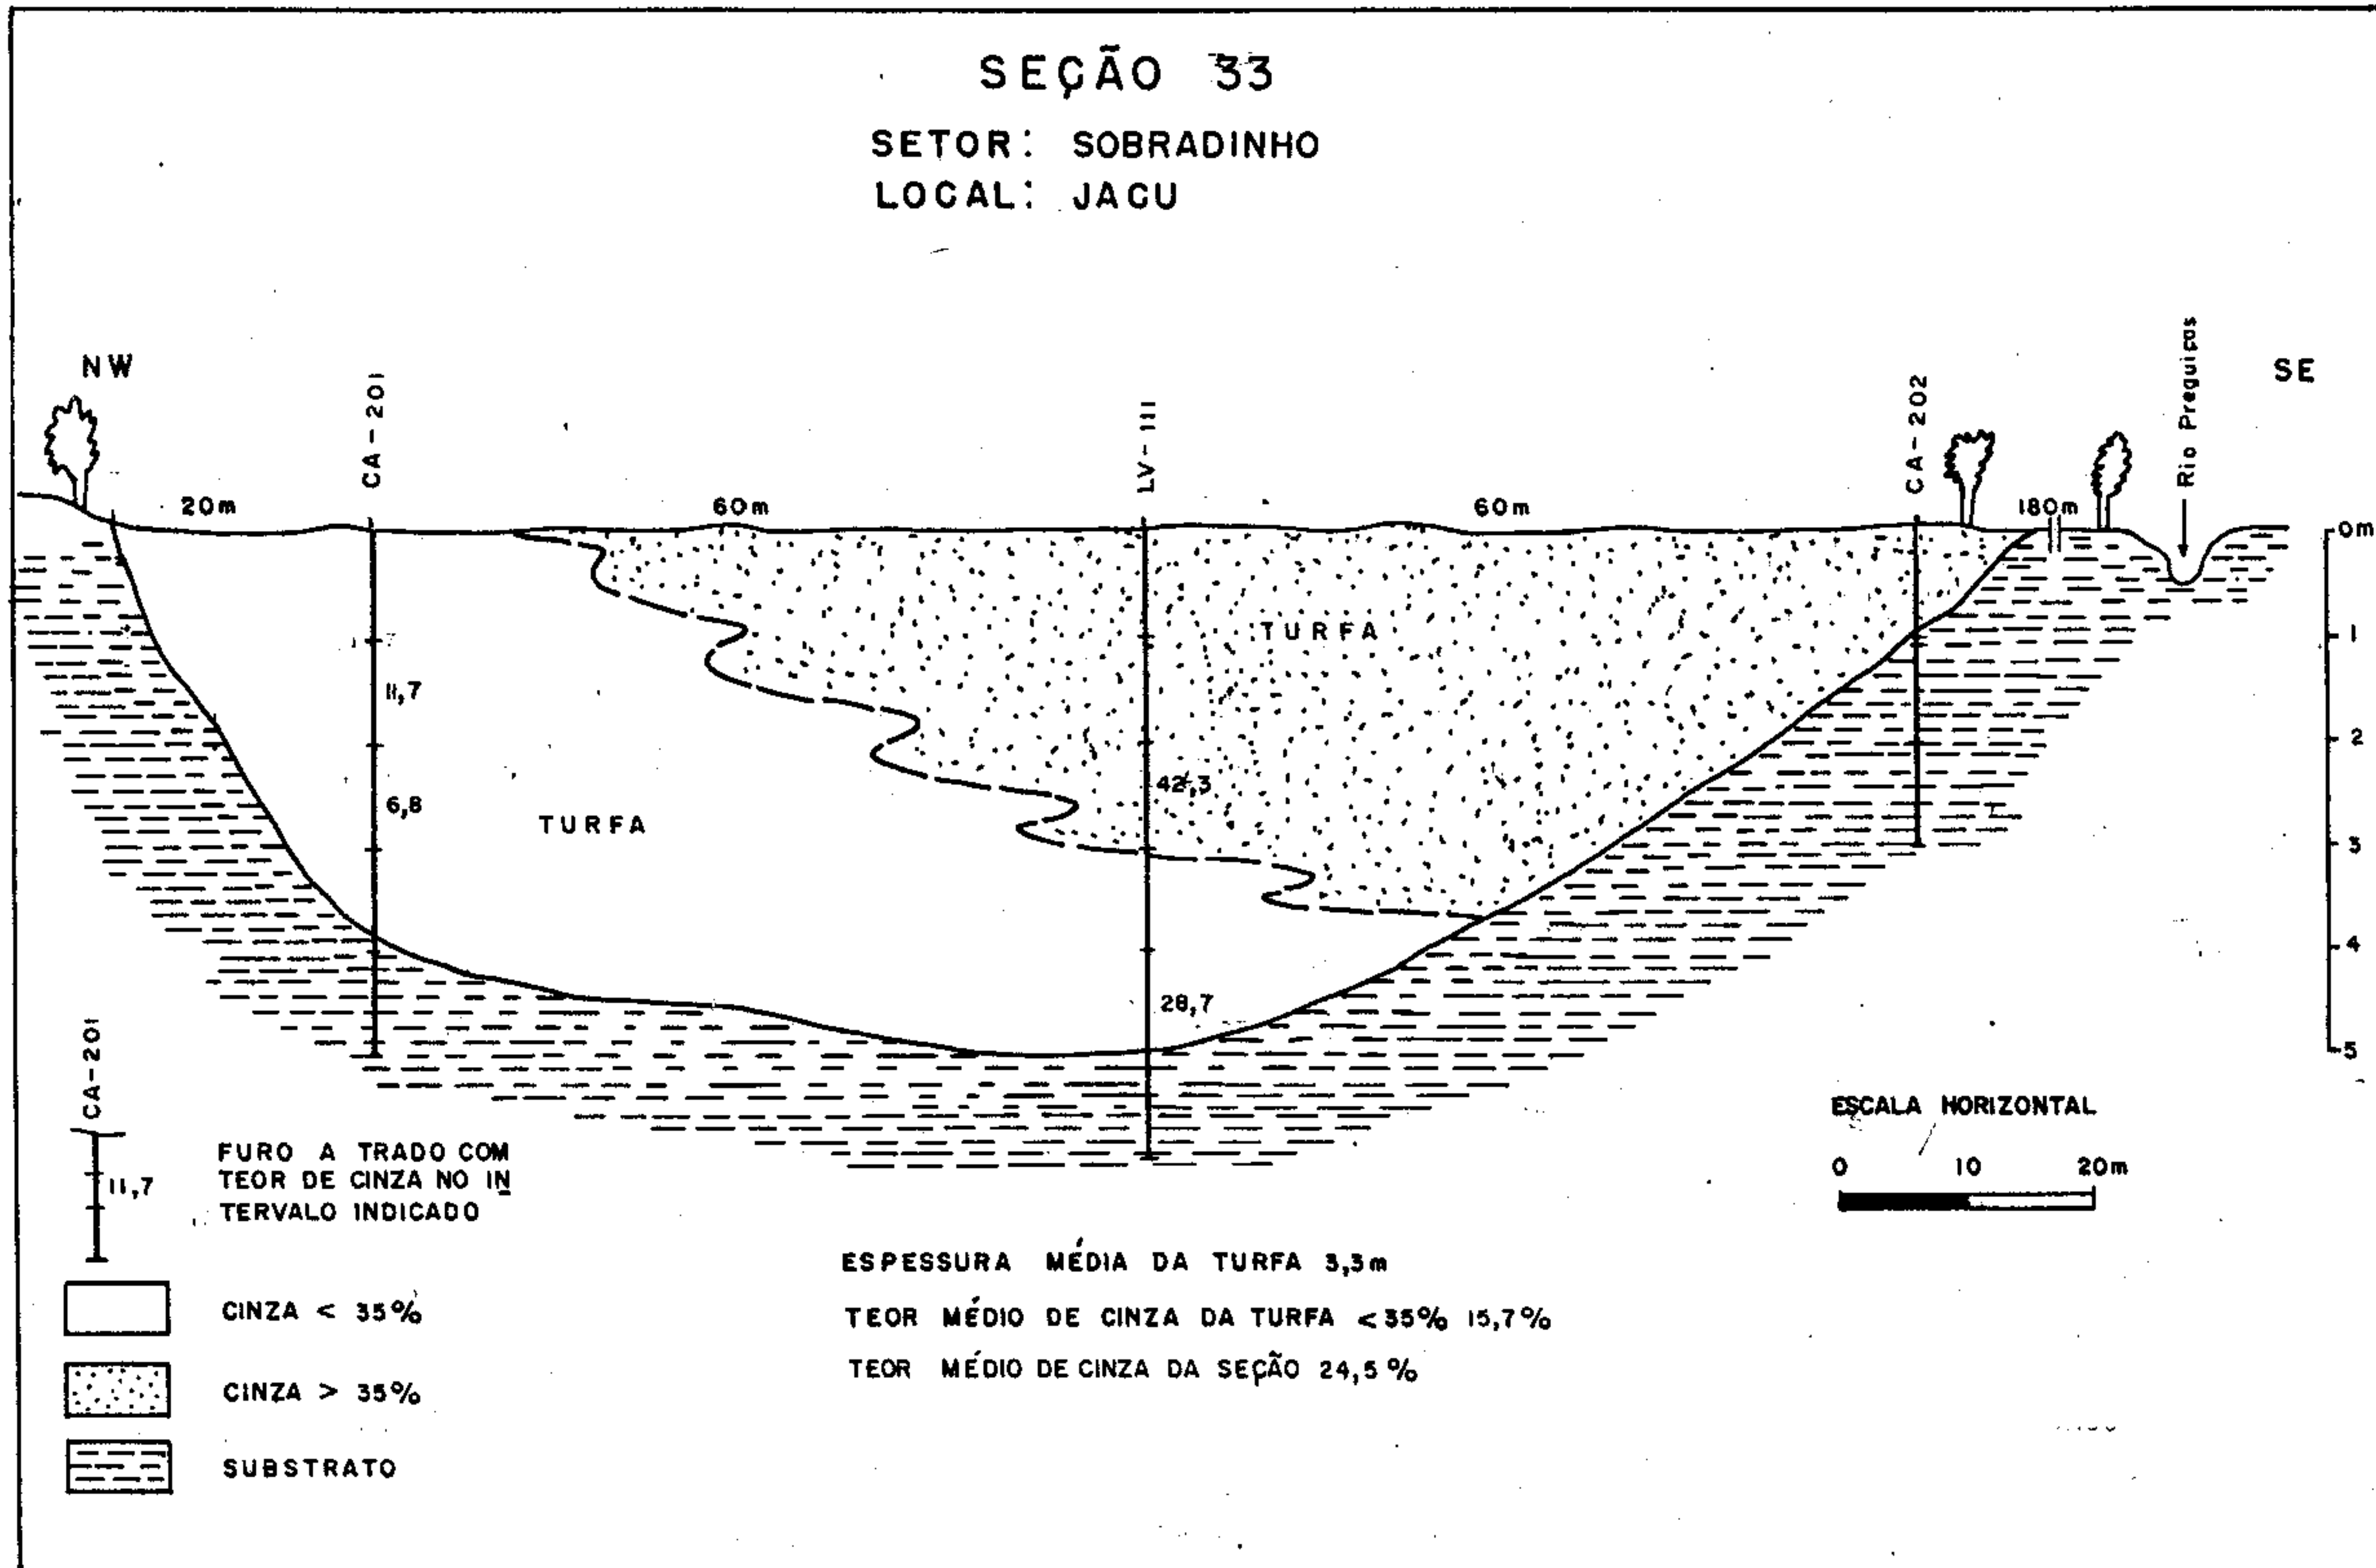 SEÇÃO 33
SETOR: SOBRADINHO
LOCAL: JACU
NW
SE
CA-201
LV-111
CA-202
Rio Preguiças
20m
60m
60m
180m
0m
1
2
3
4
5
11,7
6,8
TURFA
TURFA
42,3
28,7
CA-201
11,7
FURO A TRADO COM
TEOR DE CINZA NO IN
TERVALO INDICADO
CINZA < 35%
CINZA > 35%
SUBSTRATO
ESPESSURA MÉDIA DA TURFA 3,3m
TEOR MÉDIO DE CINZA DA TURFA <35% 15,7%
TEOR MÉDIO DE CINZA DA SEÇÃO 24,5%
ESCALA HORIZONTAL
0 10 20m